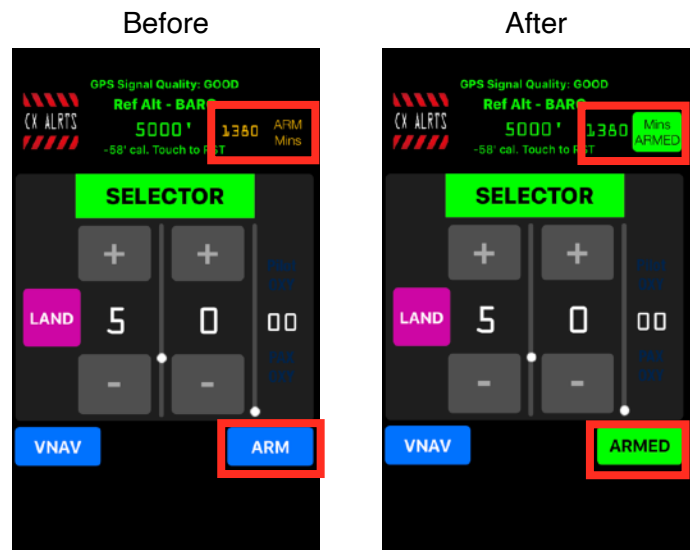 Before
After
GPS Signal Quality: GOOD
Ref Alt - BARO
CX ALRTS
5000 '
1380
ARM
Mins
-58' cal. Touch to RST
SELECTOR
+ +
LAND
5 0 00
- -
VNAV
ARM
GPS Signal Quality: GOOD
Ref Alt - BARO
CX ALRTS
5000 '
1380
Mins
ARMED
-58' cal. Touch to RST
SELECTOR
+ +
LAND
5 0 00
- -
VNAV
ARMED